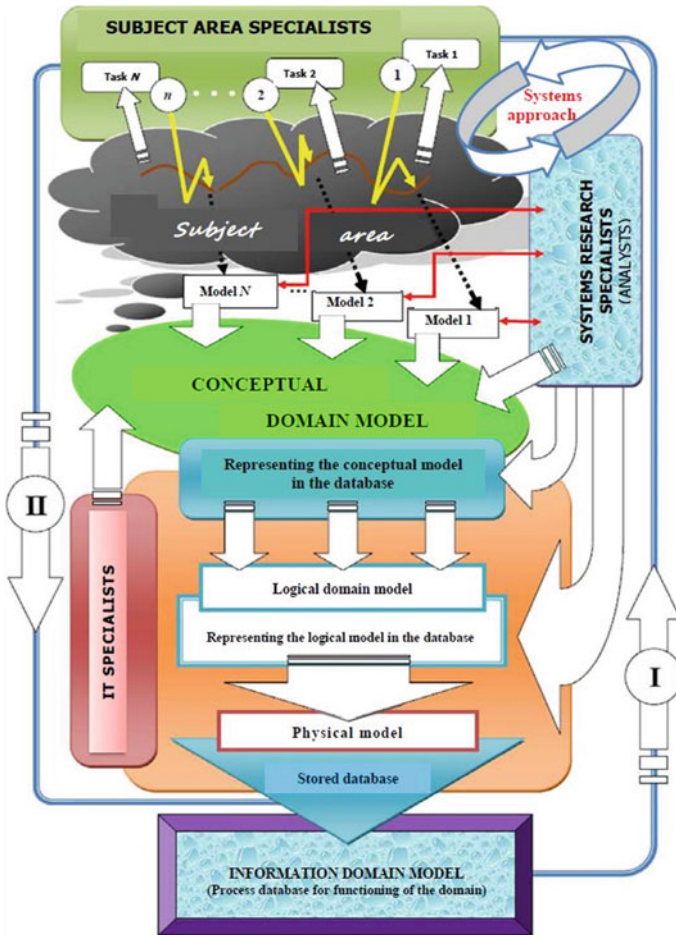 SUBJECT AREA SPECIALISTS
Task N
n
2
Task 2
1
Task 1
Systems
approach
Subject area
SYSTEMS RESEARCH
SPECIALISTS
(ANALYSTS)
Model N
...
Model 2
Model 1
CONCEPTUAL
DOMAIN MODEL
Representing the conceptual model
in the database
II
IT SPECIALISTS
Logical domain model
Representing the logical model in the database
I
Physical model
Stored database
INFORMATION DOMAIN MODEL
(Process database for functioning of the domain)